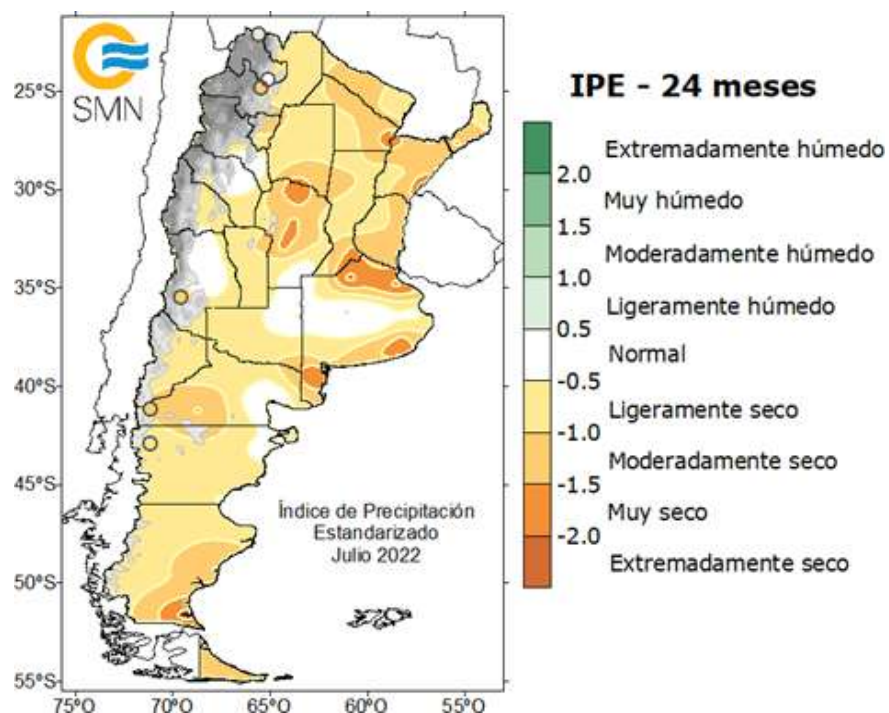 SMN
25°S
30°S
35°S
40°S
45°S
50°S
55°S
75°O
70°O
65°O
60°O
55°O
Índice de Precipitación
Estandarizado
Julio 2022
IPE - 24 meses
Extremadamente húmedo
2.0
Muy húmedo
1.5
Moderadamente húmedo
1.0
Ligeramente húmedo
0.5
Normal
-0.5
Ligeramente seco
-1.0
Moderadamente seco
-1.5
Muy seco
-2.0
Extremadamente seco